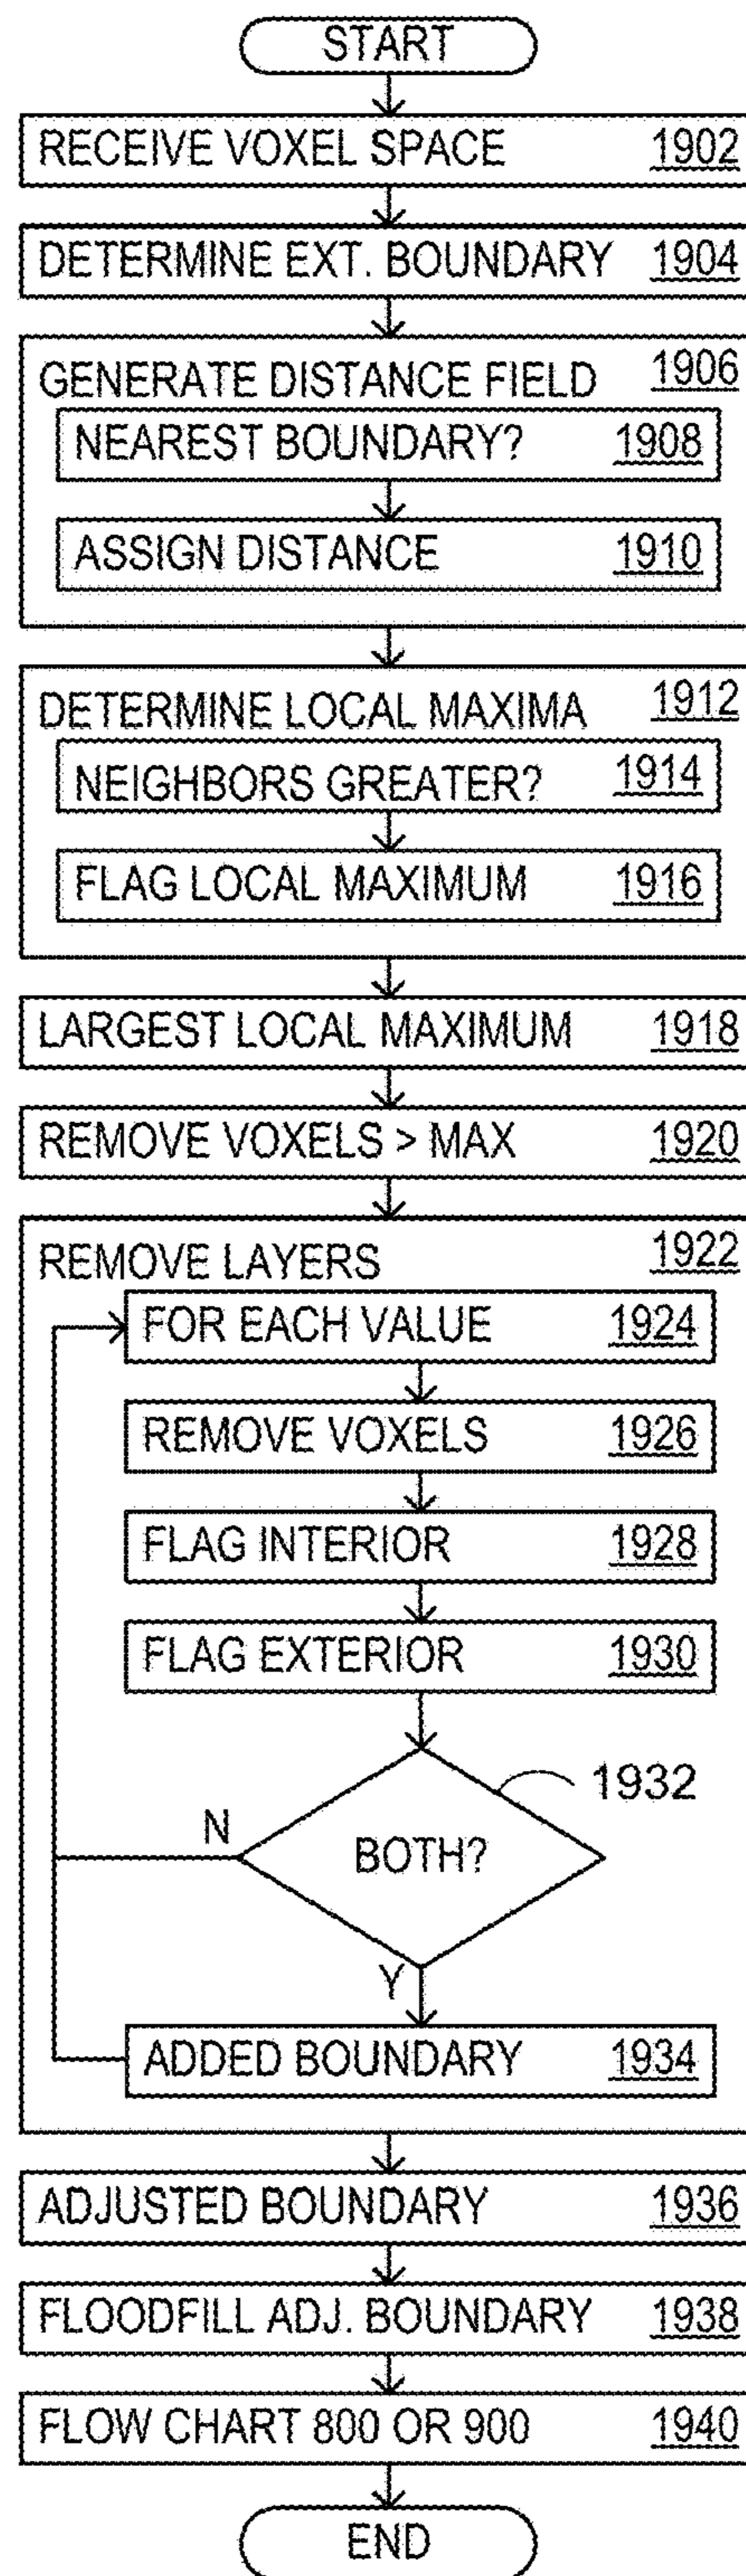 START
RECEIVE VOXEL SPACE 1902
DETERMINE EXT. BOUNDARY 1904
GENERATE DISTANCE FIELD 1906
NEAREST BOUNDARY? 1908
ASSIGN DISTANCE 1910
DETERMINE LOCAL MAXIMA 1912
NEIGHBORS GREATER? 1914
FLAG LOCAL MAXIMUM 1916
LARGEST LOCAL MAXIMUM 1918
REMOVE VOXELS > MAX 1920
REMOVE LAYERS 1922
FOR EACH VALUE 1924
REMOVE VOXELS 1926
FLAG INTERIOR 1928
FLAG EXTERIOR 1930
1932
N
BOTH?
Y
ADDED BOUNDARY 1934
ADJUSTED BOUNDARY 1936
FLOODFILL ADJ. BOUNDARY 1938
FLOW CHART 800 OR 900 1940
END